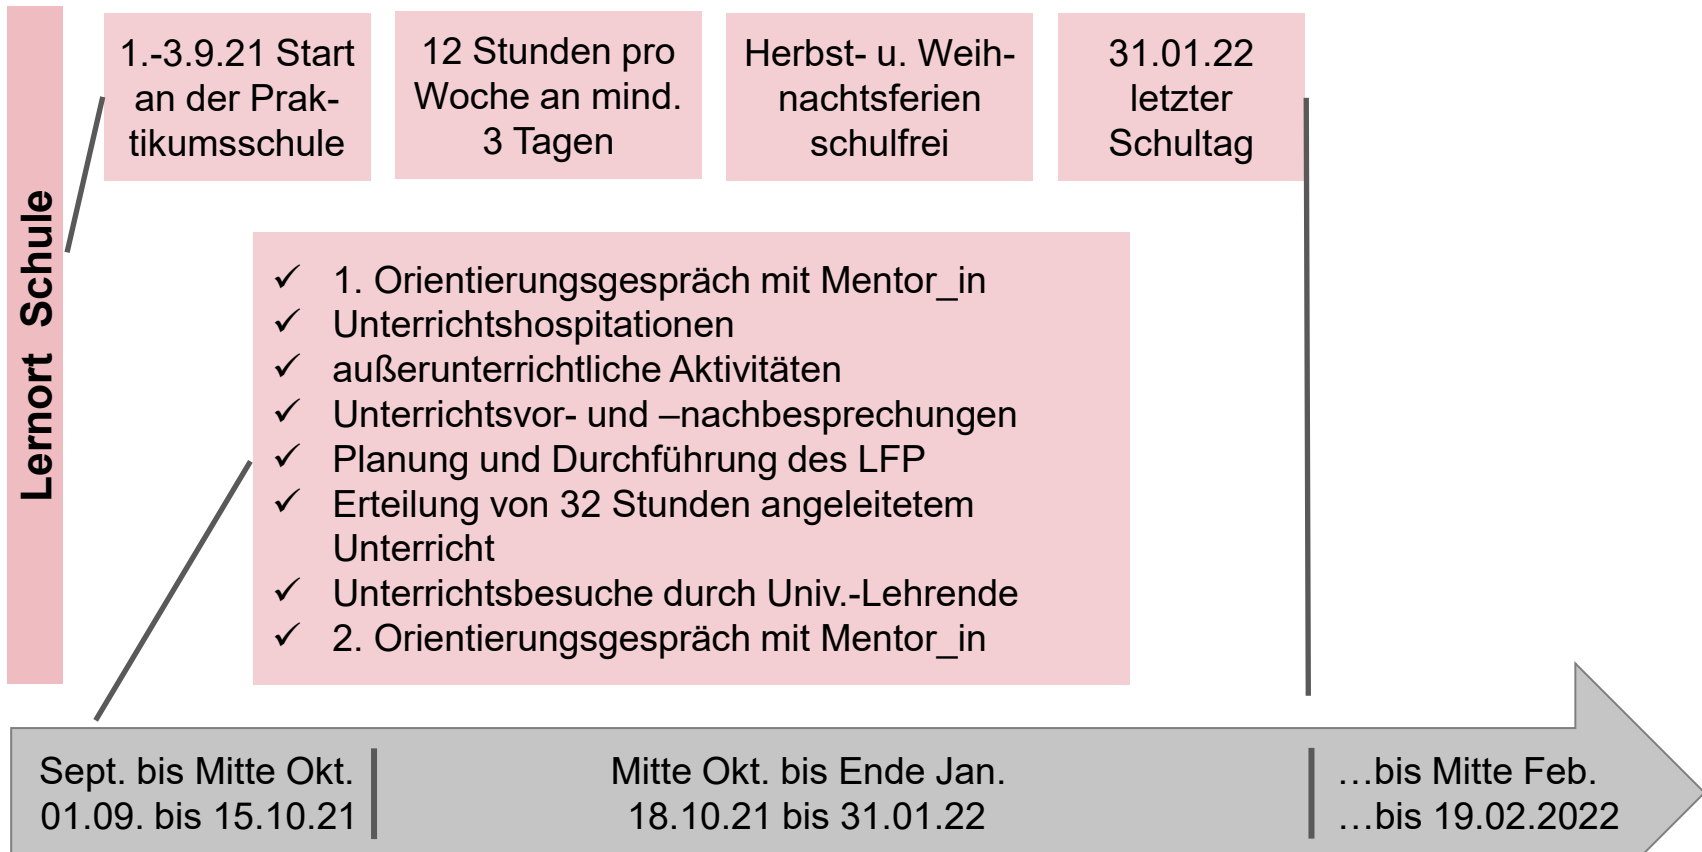 Lernort Schule
1.-3.9.21 Start
an der Prak-
tikumsschule
12 Stunden pro
Woche an mind.
3 Tagen
Herbst- u. Weih-
nachtsferien
schulfrei
31.01.22
letzter
Schultag
✓ 1. Orientierungsgespräch mit Mentor_in
✓ Unterrichtshospitationen
✓ außerunterrichtliche Aktivitäten
✓ Unterrichtsvor- und –nachbesprechungen
✓ Planung und Durchführung des LFP
✓ Erteilung von 32 Stunden angeleitetem
Unterricht
✓ Unterrichtsbesuche durch Univ.-Lehrende
✓ 2. Orientierungsgespräch mit Mentor_in
Sept. bis Mitte Okt.
01.09. bis 15.10.21
Mitte Okt. bis Ende Jan.
18.10.21 bis 31.01.22
…bis Mitte Feb.
…bis 19.02.2022